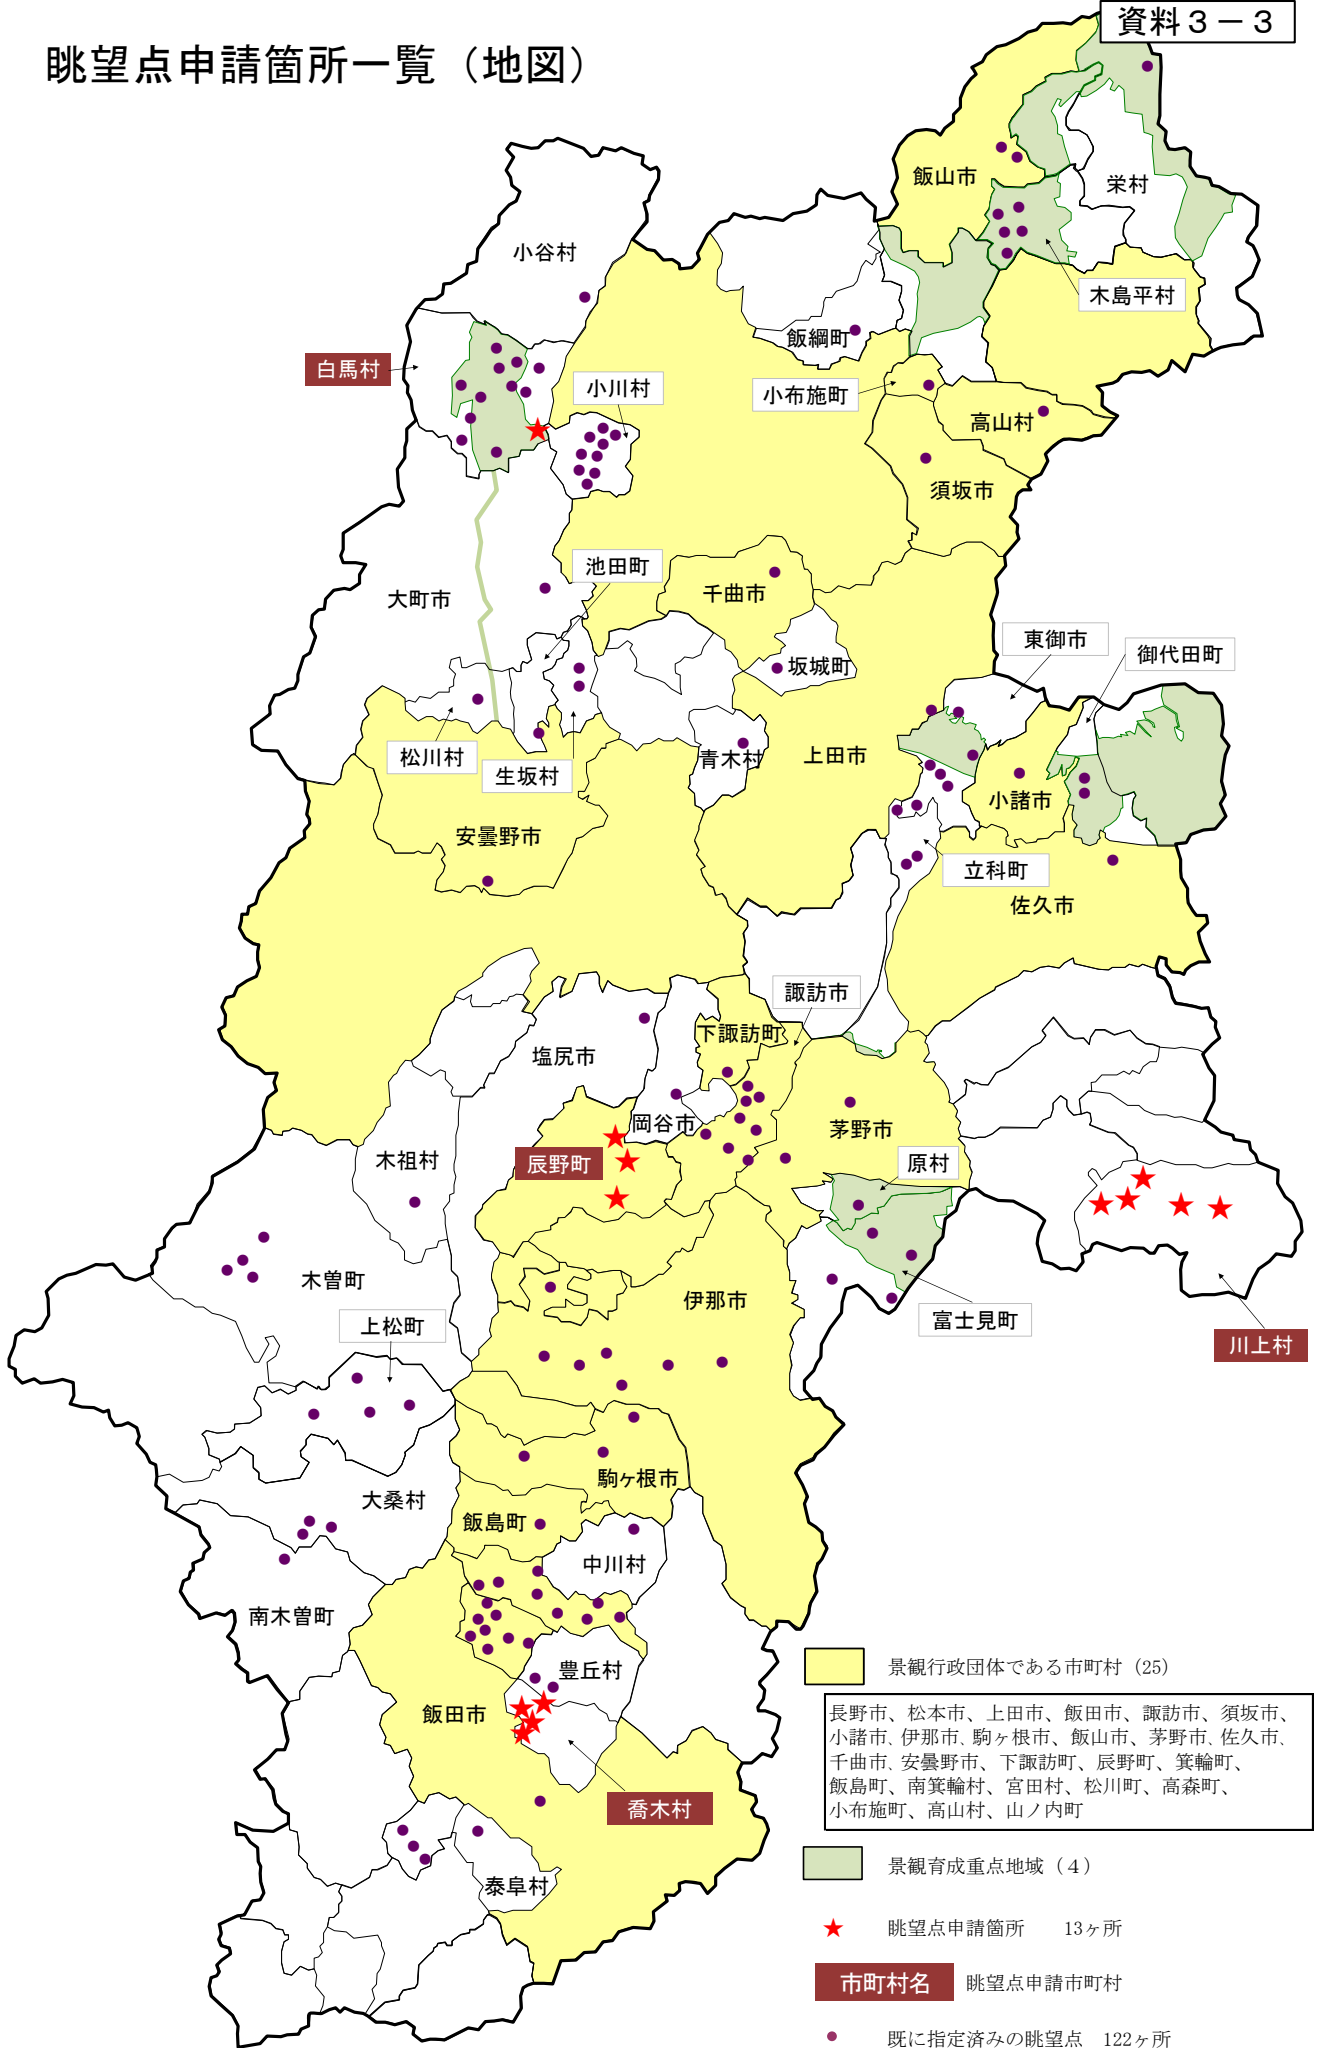 資料３－３
眺望点申請箇所一覧（地図）
飯山市
栄村
小谷村
木島平村
飯綱町
白馬村
小川村
小布施町
高山村
須坂市
池田町
千曲市
大町市
東御市
御代田町
坂城町
松川村
生坂村
青木村
上田市
小諸市
安曇野市
立科町
佐久市
諏訪市
下諏訪町
塩尻市
岡谷市
茅野市
辰野町
原村
木祖村
木曽町
伊那市
上松町
富士見町
川上村
駒ヶ根市
大桑村
飯島町
中川村
南木曽町
豊丘村
飯田市
喬木村
泰阜村
景観行政団体である市町村（25）
長野市、松本市、上田市、飯田市、諏訪市、須坂市、
小諸市、伊那市、駒ヶ根市、飯山市、茅野市、佐久市、
千曲市、安曇野市、下諏訪町、辰野町、箕輪町、
飯島町、南箕輪村、宮田村、松川町、高森町、
小布施町、高山村、山ノ内町
景観育成重点地域（４）
眺望点申請箇所　13ヶ所
市町村名　眺望点申請市町村
既に指定済みの眺望点　122ヶ所